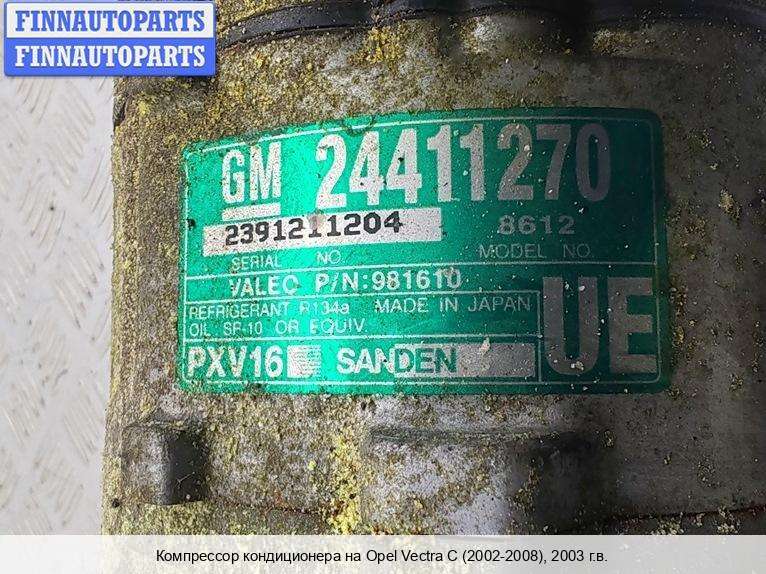 FINNAUTOPARTS
FINNAUTOPARTS
GM 24411270
2391211204 8612
SERIAL NO. MODEL NO.
VALEO P/N:981610
REFRIGERANT R134a MADE IN JAPAN
OIL: SP-10 OR EQUIV.
UE
PXV16 SANDEN
Компрессор кондиционера на Opel Vectra C (2002-2008), 2003 г.в.